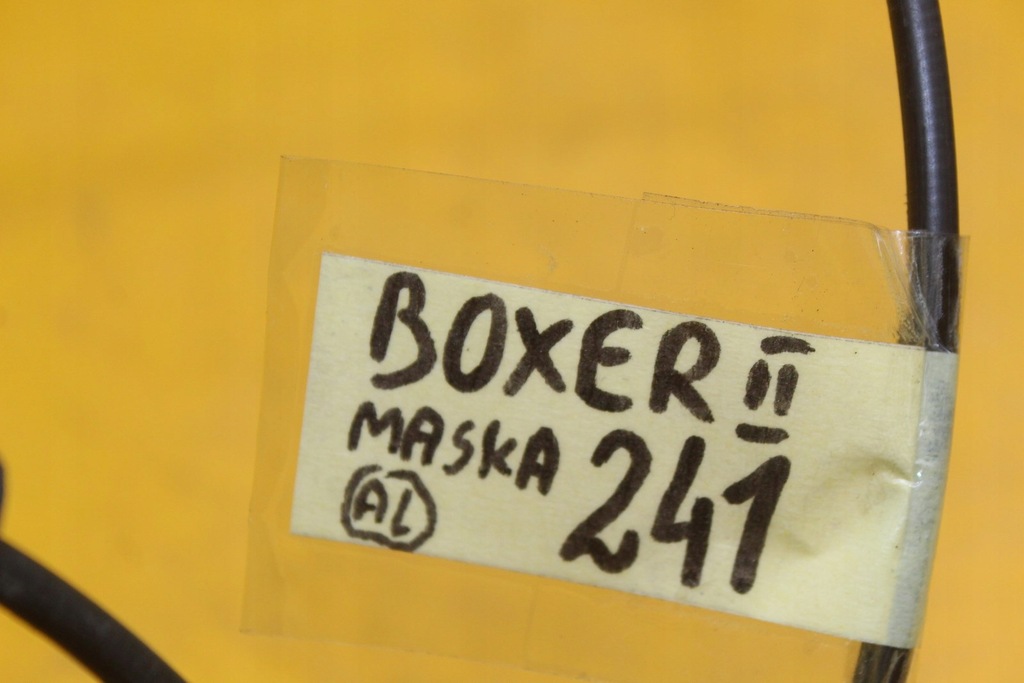 BOXER II
MASKA 241
AL